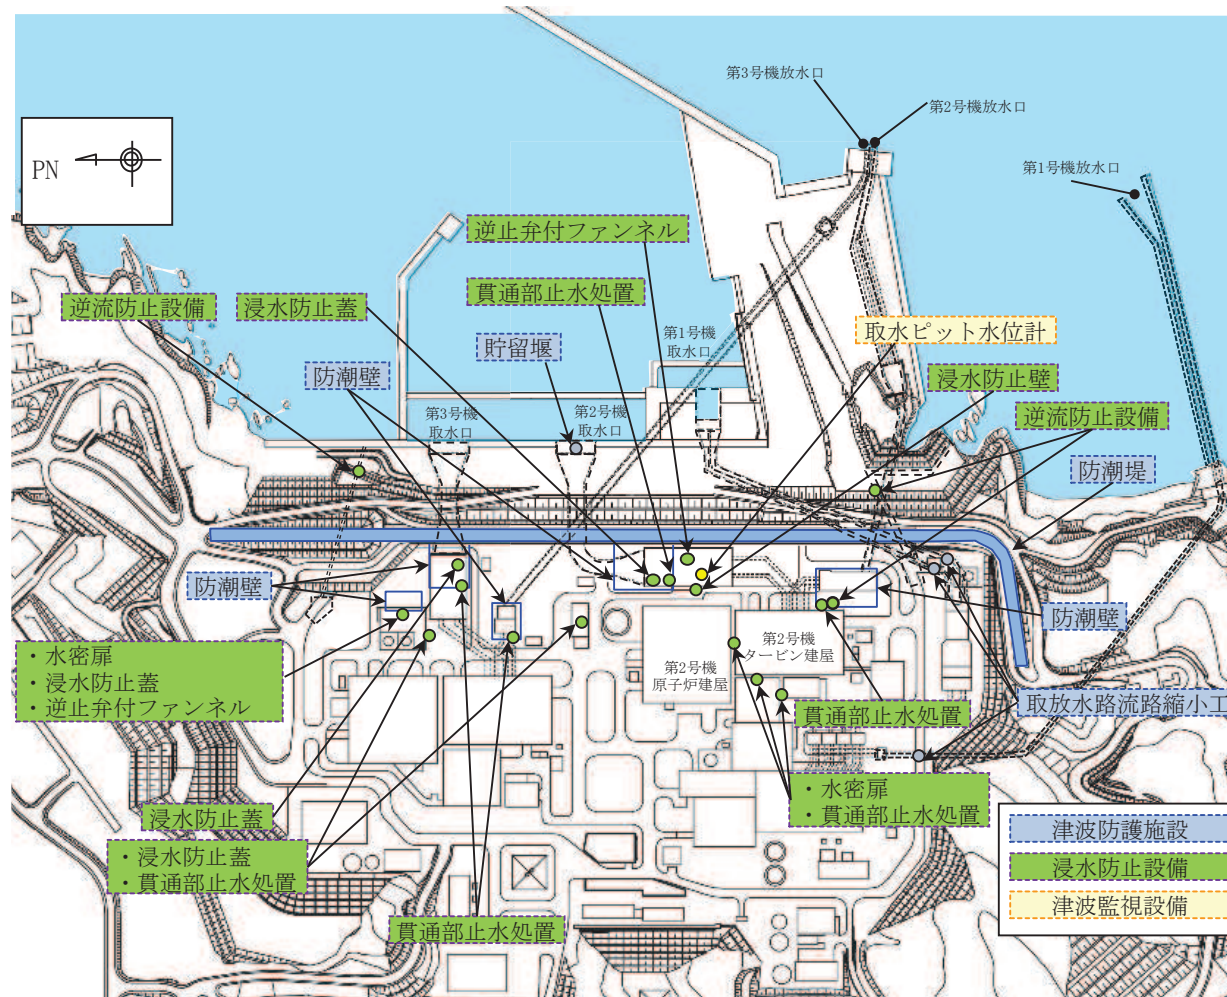 第3号機放水口
第2号機放水口
第1号機放水口
PN
逆止弁付ファンネル
貫通部止水処置
逆流防止設備
浸水防止蓋
取水ピット水位計
貯留堰
第1号機
取水口
防潮壁
浸水防止壁
逆流防止設備
第3号機
取水口
第2号機
取水口
防潮堤
防潮壁
防潮壁
・水密扉
・浸水防止蓋
・逆止弁付ファンネル
第2号機
タービン建屋
第2号機
原子炉建屋
取放水路流路縮小工
貫通部止水処置
浸水防止蓋
・水密扉
・貫通部止水処置
・浸水防止蓋
・貫通部止水処置
貫通部止水処置
津波防護施設
浸水防止設備
津波監視設備